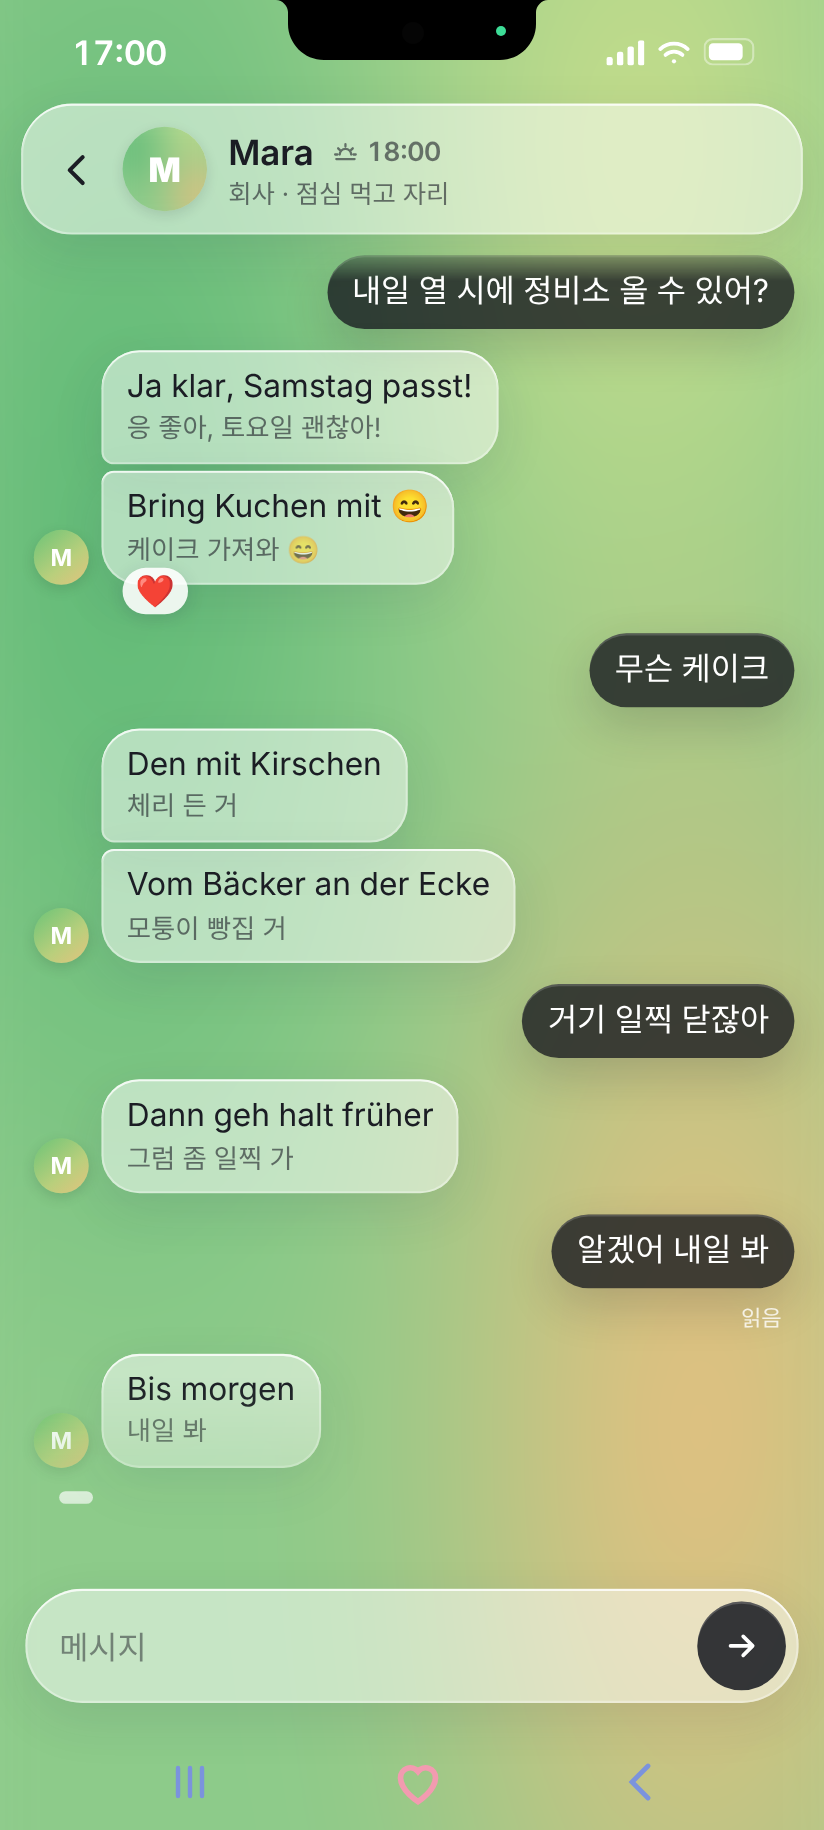 17:00
M
Mara 18:00
회사 · 점심 먹고 자리
내일 열 시에 정비소 올 수 있어?
Ja klar, Samstag passt!
응 좋아, 토요일 괜찮아!
Bring Kuchen mit 😄
케이크 가져와 😄
M
❤️
무슨 케이크
Den mit Kirschen
체리 든 거
Vom Bäcker an der Ecke
모퉁이 빵집 거
M
거기 일찍 닫잖아
Dann geh halt früher
그럼 좀 일찍 가
M
알겠어 내일 봐
읽음
Bis morgen
내일 봐
M
메시지